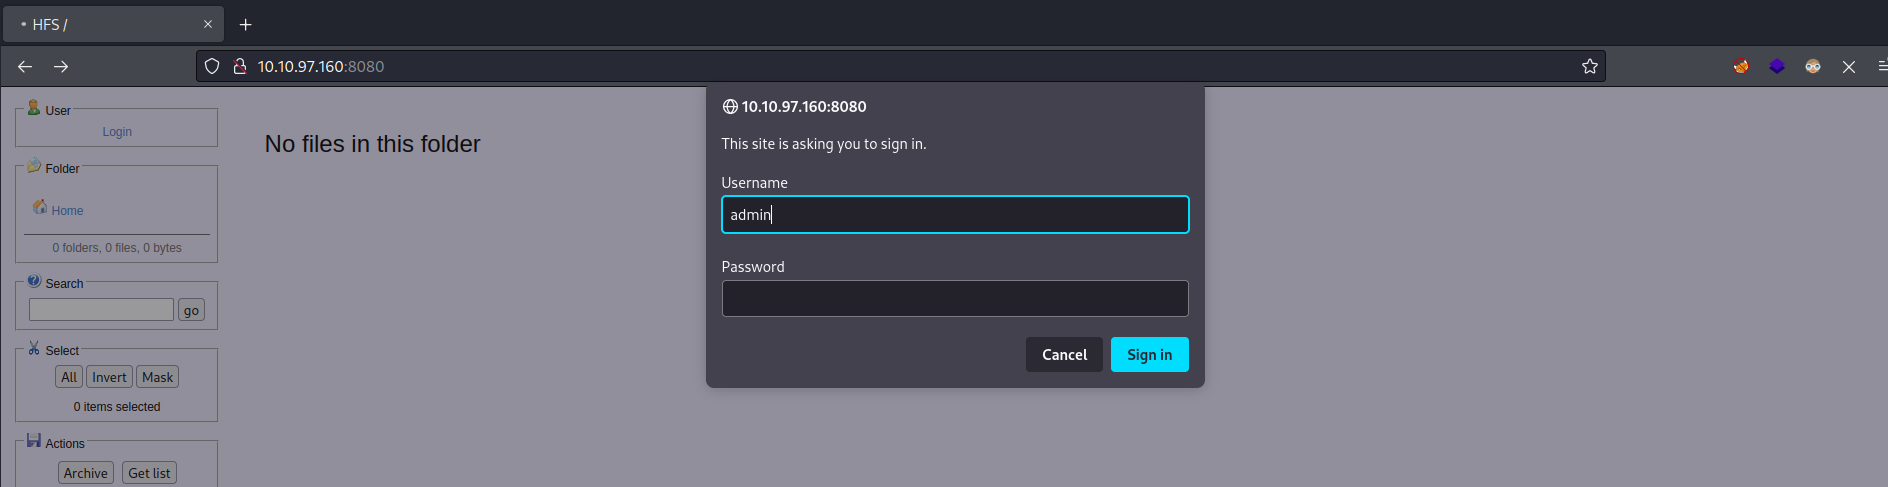 HFS /
10.10.97.160:8080
User
Login
Folder
Home
0 folders, 0 files, 0 bytes
Search
go
Select
All Invert Mask
0 items selected
Actions
Archive Get list
No files in this folder
10.10.97.160:8080
This site is asking you to sign in.
Username
admin
Password
Cancel Sign in